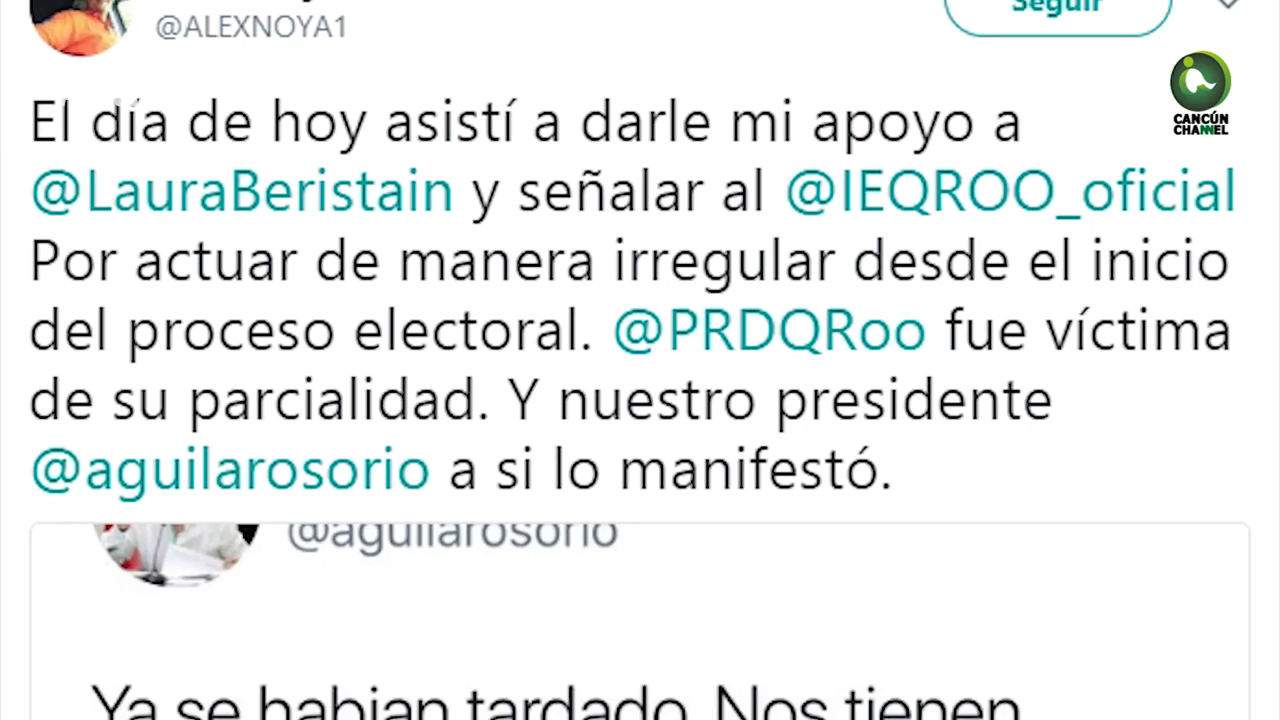 @ALEXNOYA1
Seguir
CANCÚN
CHANNEL
El día de hoy asistí a darle mi apoyo a
@LauraBeristain y señalar al @IEQROO_oficial
Por actuar de manera irregular desde el inicio
del proceso electoral. @PRDQRoo fue víctima
de su parcialidad. Y nuestro presidente
@aguilarosorio a si lo manifestó.
@aguilarosorio
Ya se habian tardado. Nos tienen